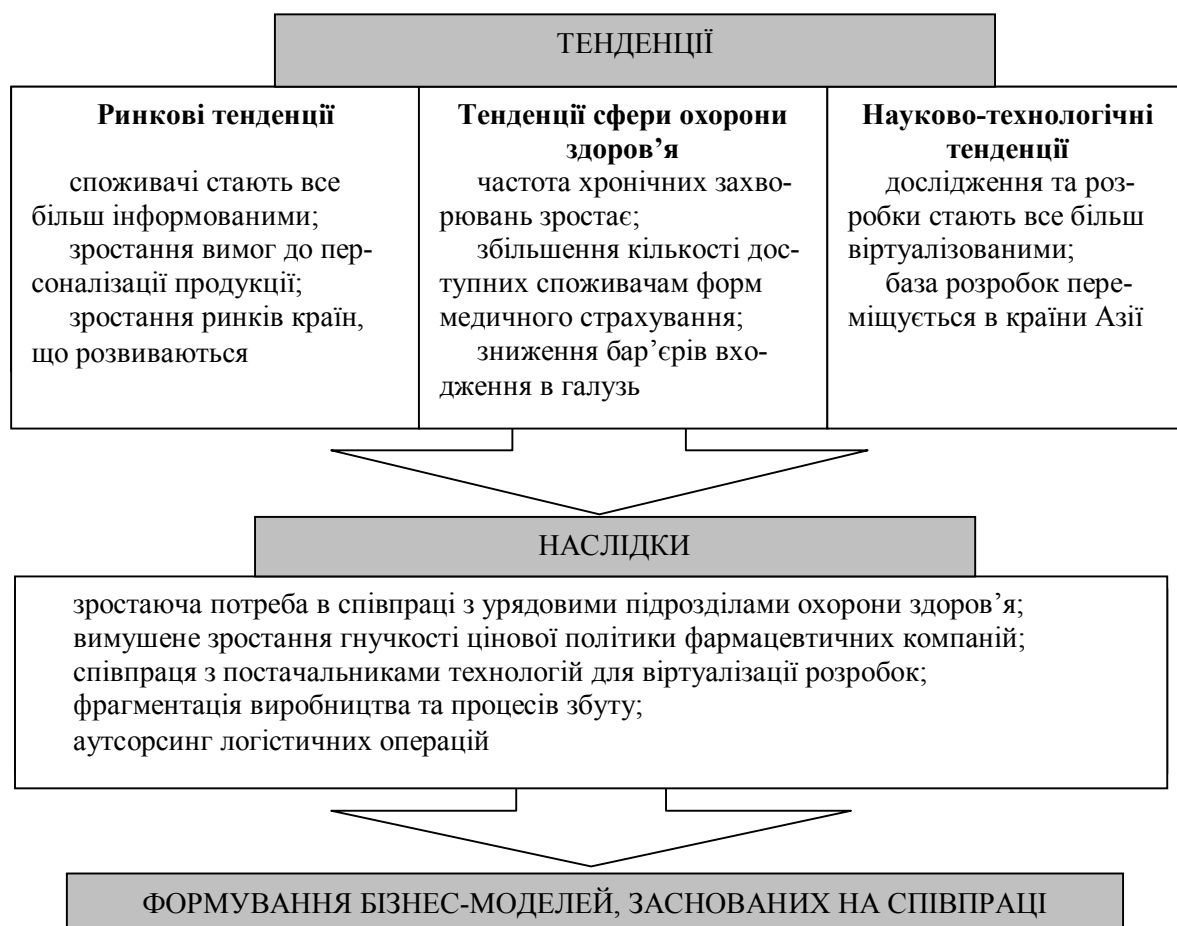 ТЕНДЕНЦІЇ
Ринкові тенденції
споживачі стають все
більш інформованими;
зростання вимог до пер-
соналізації продукції;
зростання ринків країн,
що розвиваються
Тенденції сфери охорони
здоров’я
частота хронічних захво-
рювань зростає;
збільшення кількості дос-
тупних споживачам форм
медичного страхування;
зниження бар’єрів вхо-
дження в галузь
Науково-технологічні
тенденції
дослідження та роз-
робки стають все більш
віртуалізованими;
база розробок пере-
міщується в країни Азії
НАСЛІДКИ
зростаюча потреба в співпраці з урядовими підрозділами охорони здоров’я;
вимушене зростання гнучкості цінової політики фармацевтичних компаній;
співпраця з постачальниками технологій для віртуалізації розробок;
фрагментація виробництва та процесів збуту;
аутсорсинг логістичних операцій
ФОРМУВАННЯ БІЗНЕС-МОДЕЛЕЙ, ЗАСНОВАНИХ НА СПІВПРАЦІ